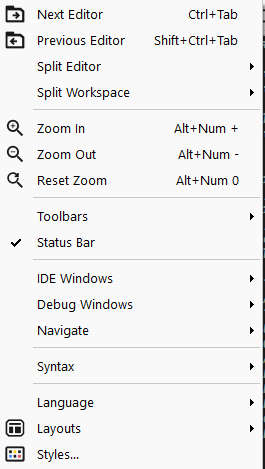 Next Editor Ctrl+Tab
Previous Editor Shift+Ctrl+Tab
Split Editor
Split Workspace
Zoom In Alt+Num +
Zoom Out Alt+Num -
Reset Zoom Alt+Num 0
Toolbars
Status Bar
IDE Windows
Debug Windows
Navigate
Syntax
Language
Layouts
Styles...